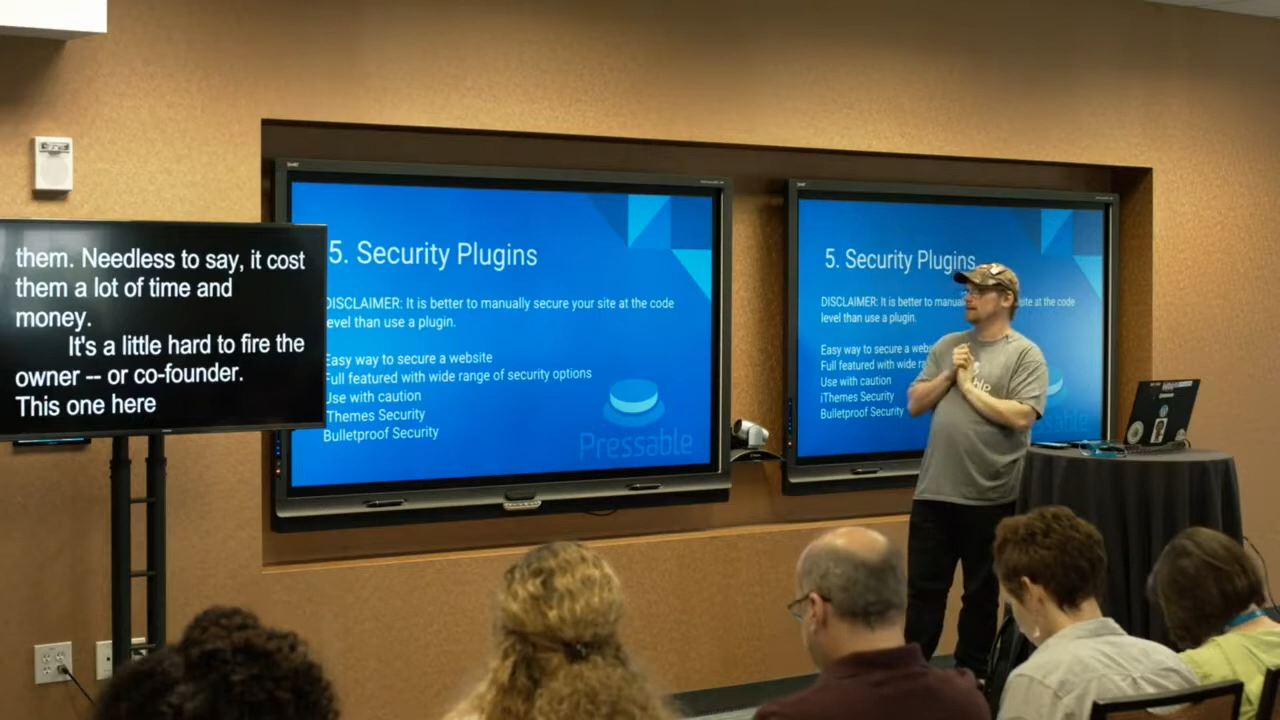 them. Needless to say, it cost
them a lot of time and
money.
It's a little hard to fire the
owner -- or co-founder.
This one here
5. Security Plugins
DISCLAIMER: It is better to manually secure your site at the code
level than use a plugin.
Easy way to secure a website
Full featured with wide range of security options
Use with caution
iThemes Security
Bulletproof Security
Pressable
5. Security Plugins
DISCLAIMER: It is better to manua site at the code
level than use a plugin.
Easy way to secure a webs
Full featured with wide ra
Use with caution
iThemes Security
Bulletproof Security